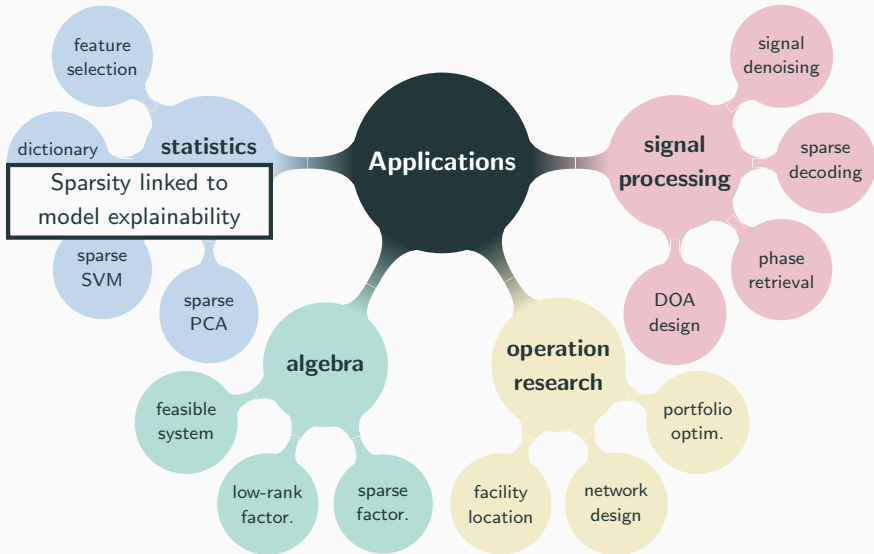 feature
selection
dictionary
statistics
Sparsity linked to
model explainability
sparse
SVM
sparse
PCA
Applications
signal
processing
signal
denoising
sparse
decoding
phase
retrieval
DOA
design
algebra
feasible
system
low-rank
factor.
sparse
factor.
operation
research
portfolio
optim.
network
design
facility
location